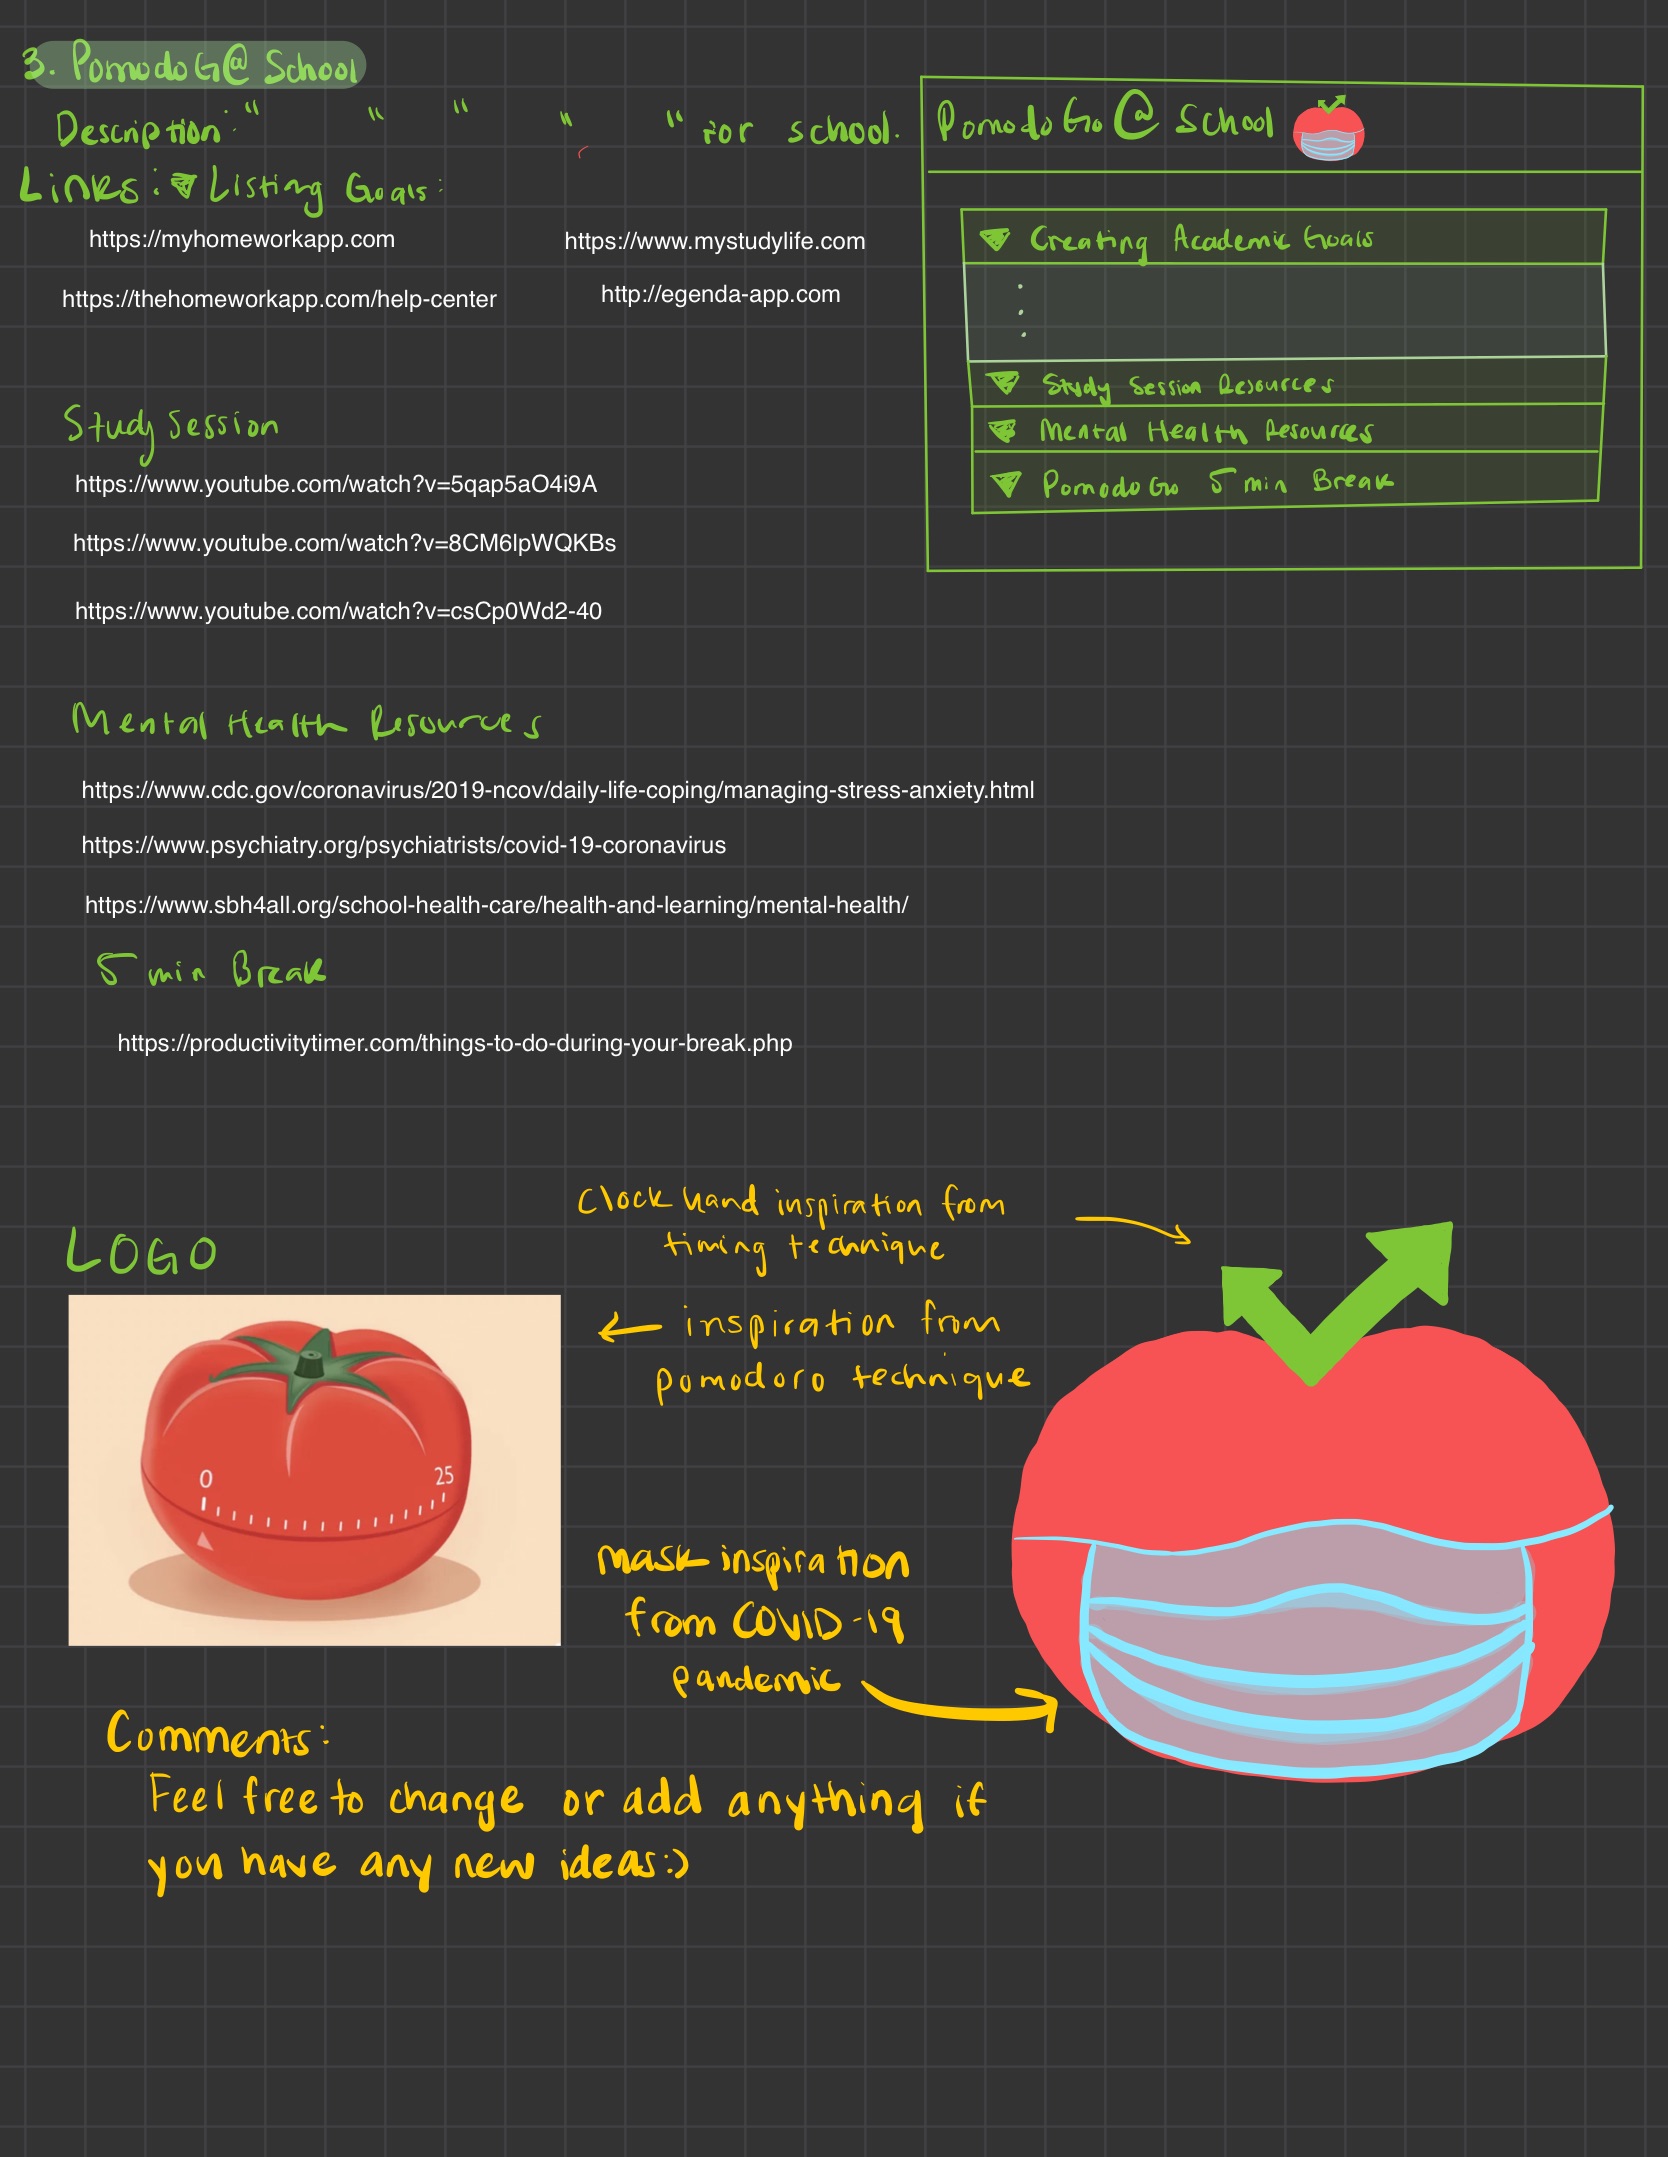 3. PomodoG@ School
Description: " " " " " for school.
Links: Listing Goals:
https://myhomeworkapp.com
https://www.mystudylife.com
https://thehomeworkapp.com/help-center
http://egenda-app.com
Study Session
https://www.youtube.com/watch?v=5qap5aO4i9A
https://www.youtube.com/watch?v=8CM6lpWQKBs
https://www.youtube.com/watch?v=csCp0Wd2-40
Mental Health Resources
https://www.cdc.gov/coronavirus/2019-ncov/daily-life-coping/managing-stress-anxiety.html
https://www.psychiatry.org/psychiatrists/covid-19-coronavirus
https://www.sbh4all.org/school-health-care/health-and-learning/mental-health/
5 min Break
https://productivitytimer.com/things-to-do-during-your-break.php
PomodoGo @ School
Creating Academic Goals
Study Session Resources
Mental Health Resources
PomodoGo 5 min Break
LOGO
Clock hand inspiration from
timing technique
inspiration from
pomodoro technique
0 25
mask inspiration
from COVID-19
pandemic
Comments:
Feel free to change or add anything if
you have any new ideas:)